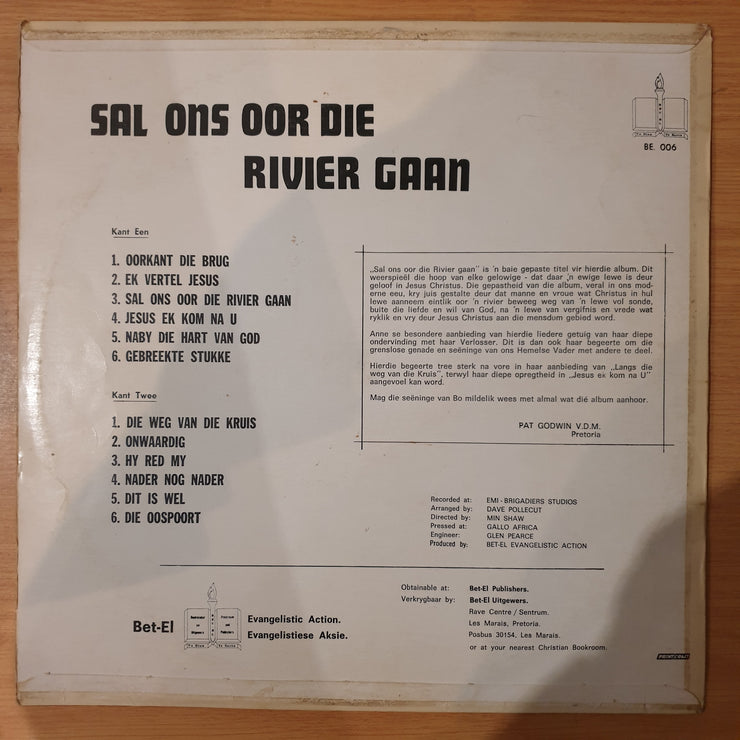 SAL ONS OOR DIE
RIVIER GAAN
BE. 006
Kant Een
1. OORKANT DIE BRUG
2. EK VERTEL JESUS
3. SAL ONS OOR DIE RIVIER GAAN
4. JESUS EK KOM NA U
5. NABY DIE HART VAN GOD
6. GEBREEKTE STUKKE
Kant Twee
1. DIE WEG VAN DIE KRUIS
2. ONWAARDIG
3. HY RED MY
4. NADER NOG NADER
5. DIT IS WEL
6. DIE OOSPOORT
„Sal ons oor die Rivier gaan" is 'n baie gepaste titel vir hierdie album. Dit
weerspieël die hoop van elke gelowige - dat daar 'n ewige lewe is deur
geloof in Jesus Christus. Die gepastheid van die album, veral in ons mod-
erne eeu, kry juis gestalte deur dat manne en vroue wat Christus in hul
lewe aanneem eintlik oor 'n rivier beweeg weg van 'n lewe vol sonde,
buite die liefde en wil van God, na 'n lewe van vergifnis en vrede wat
ryklik en vry deur Jesus Christus aan die mensdom gebied word.
Anne se besondere aanbieding van hierdie liedere getuig van haar diepe
ondervinding met haar Verlosser. Dit is dan ook haar begeerte om die
grenslose genade en seëninge van ons Hemelse Vader met andere te deel.
Hierdie begeerte tree sterk na vore in haar aanbieding van „Langs die
weg van die Kruis", terwyl haar diepe opregtheid in „Jesus ek kom na U"
aangevoel kan word.
Mag die seëninge van Bo mildelik wees met almal wat dié album aanhoor.
PAT GODWIN V.D.M.
Pretoria
Recorded at: EMI - BRIGADIERS STUDIOS
Arranged by: DAVE POLLECUT
Directed by: MIN SHAW
Pressed at: GALLO AFRICA
Engineer: GLEN PEARCE
Produced by: BET-EL EVANGELISTIC ACTION
Bet-El
Evangelistic Action.
Evangelistiese Aksie.
Obtainable at: Bet-El Publishers.
Verkrygbaar by: Bet-El Uitgewers.
Rave Centre / Sentrum.
Les Marais, Pretoria.
Posbus 30154, Les Marais.
or at your nearest Christian Bookroom.